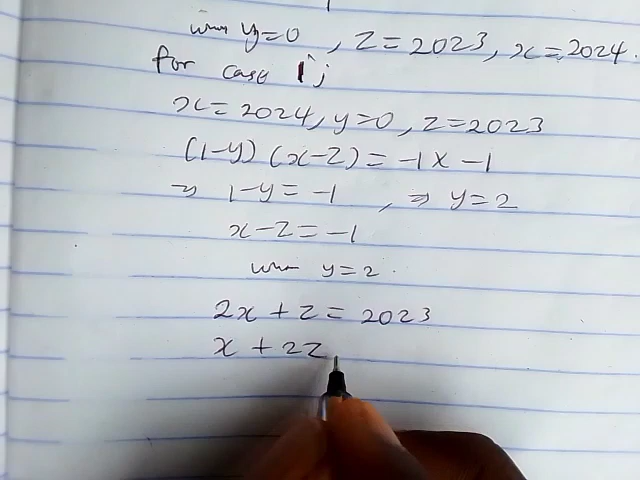 when y=0 , z=2023, x=2024.
for case 1;
x=2024, y=0, z=2023
(1-y) (x-z) = -1 x -1
⇒ 1-y = -1 , ⇒ y=2
x-z = -1
when y=2.
2x + z = 2023
x + 2z